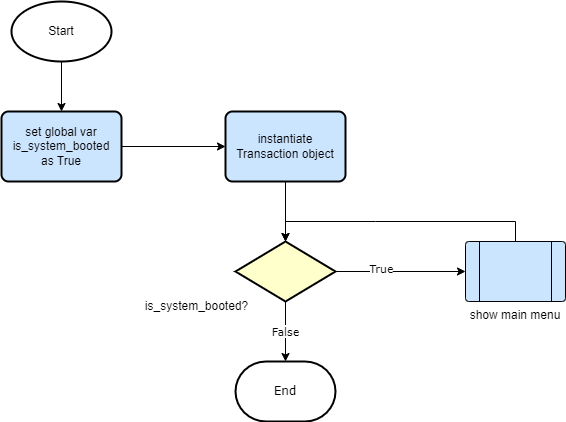 Start
set global var
is_system_booted
as True
instantiate
Transaction object
True
is_system_booted?
show main menu
False
End